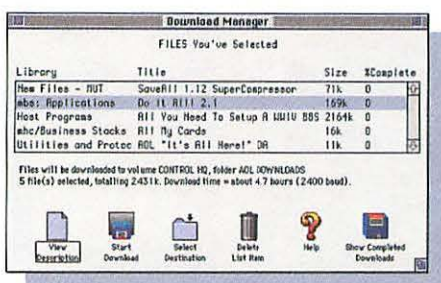 Download Manager
FILES You've Selected
Library Title Size %Complete
New Files - MUT SaveAll 1.12 SuperCompressor 71k 0
mbs: Applications Do It All! 2.1 169k 0
Host Programs All You Need To Setup A WWIV BBS 2164k 0
mhc/Business Stacks All My Cards 16k 0
Utilities and Protec AOL "It's All Here!" DA 11k 0
Files will be downloaded to volume CONTROL HQ, folder AOL DOWNLOADS
5 file(s) selected, totalling 2431k. Download time = about 4.7 hours (2400 baud).
View Description
Start Download
Select Destination
Delete List Item
Help
Show Completed Downloads